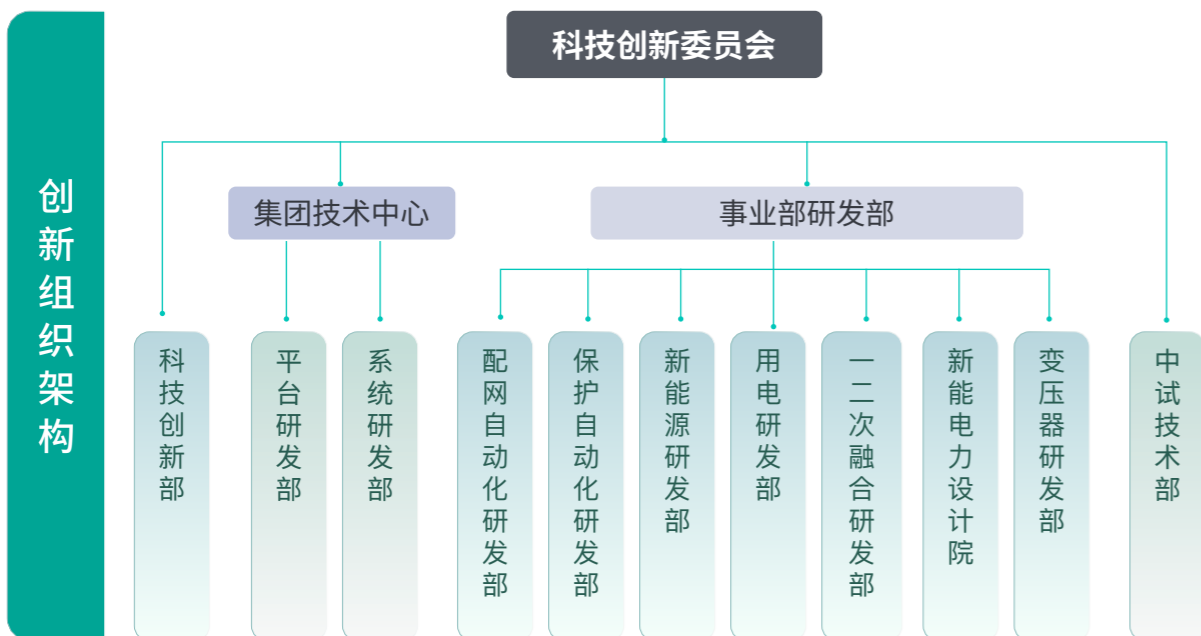 创新组织架构
科技创新委员会
集团技术中心
事业部研发部
科技创新部
平台研发部
系统研发部
配网自动化研发部
保护自动化研发部
新能源研发部
用电研发部
一二次融合研发部
新能电力设计院
变压器研发部
中试技术部